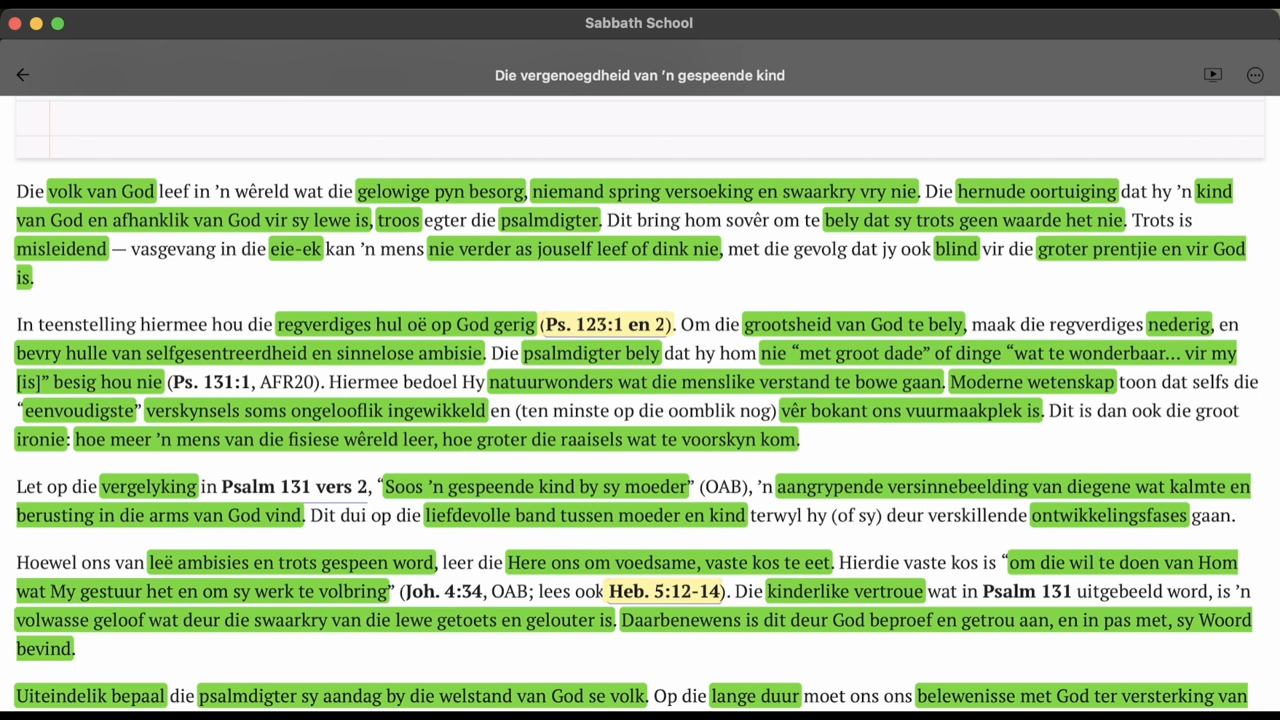 Sabbath School
Die vergenoegdheid van ’n gespeende kind
Die volk van God leef in ’n wêreld wat die gelowige pyn besorg, niemand spring versoeking en swaarkry vry nie. Die hernude oortuiging dat hy ’n kind
van God en afhanklik van God vir sy lewe is, troos egter die psalmdigter. Dit bring hom sovêr om te bely dat sy trots geen waarde het nie. Trots is
misleidend — vasgevang in die eie-ek kan ’n mens nie verder as jouself leef of dink nie, met die gevolg dat jy ook blind vir die groter prentjie en vir God
is.
In teenstelling hiermee hou die regverdiges hul oë op God gerig (Ps. 123:1 en 2). Om die grootsheid van God te bely, maak die regverdiges nederig, en
bevry hulle van selfgesentreerdheid en sinnelose ambisie. Die psalmdigter bely dat hy hom nie “met groot dade” of dinge “wat te wonderbaar… vir my
[is]” besig hou nie (Ps. 131:1, AFR20). Hiermee bedoel Hy natuurwonders wat die menslike verstand te bowe gaan. Moderne wetenskap toon dat selfs die
“eenvoudigste” verskynsels soms ongelooflik ingewikkeld en (ten minste op die oomblik nog) vêr bokant ons vuurmaakplek is. Dit is dan ook die groot
ironie: hoe meer ’n mens van die fisiese wêreld leer, hoe groter die raaisels wat te voorskyn kom.
Let op die vergelyking in Psalm 131 vers 2, “Soos ’n gespeende kind by sy moeder” (OAB), ’n aangrypende versinnebeelding van diegene wat kalmte en
berusting in die arms van God vind. Dit dui op die liefdevolle band tussen moeder en kind terwyl hy (of sy) deur verskillende ontwikkelingsfases gaan.
Hoewel ons van leë ambisies en trots gespeen word, leer die Here ons om voedsame, vaste kos te eet. Hierdie vaste kos is “om die wil te doen van Hom
wat My gestuur het en om sy werk te volbring” (Joh. 4:34, OAB; lees ook Heb. 5:12-14). Die kinderlike vertroue wat in Psalm 131 uitgebeeld word, is ’n
volwasse geloof wat deur die swaarkry van die lewe getoets en gelouter is. Daarbenewens is dit deur God beproef en getrou aan, en in pas met, sy Woord
bevind.
Uiteindelik bepaal die psalmdigter sy aandag by die welstand van God se volk. Op die lange duur moet ons ons belewenisse met God ter versterking van